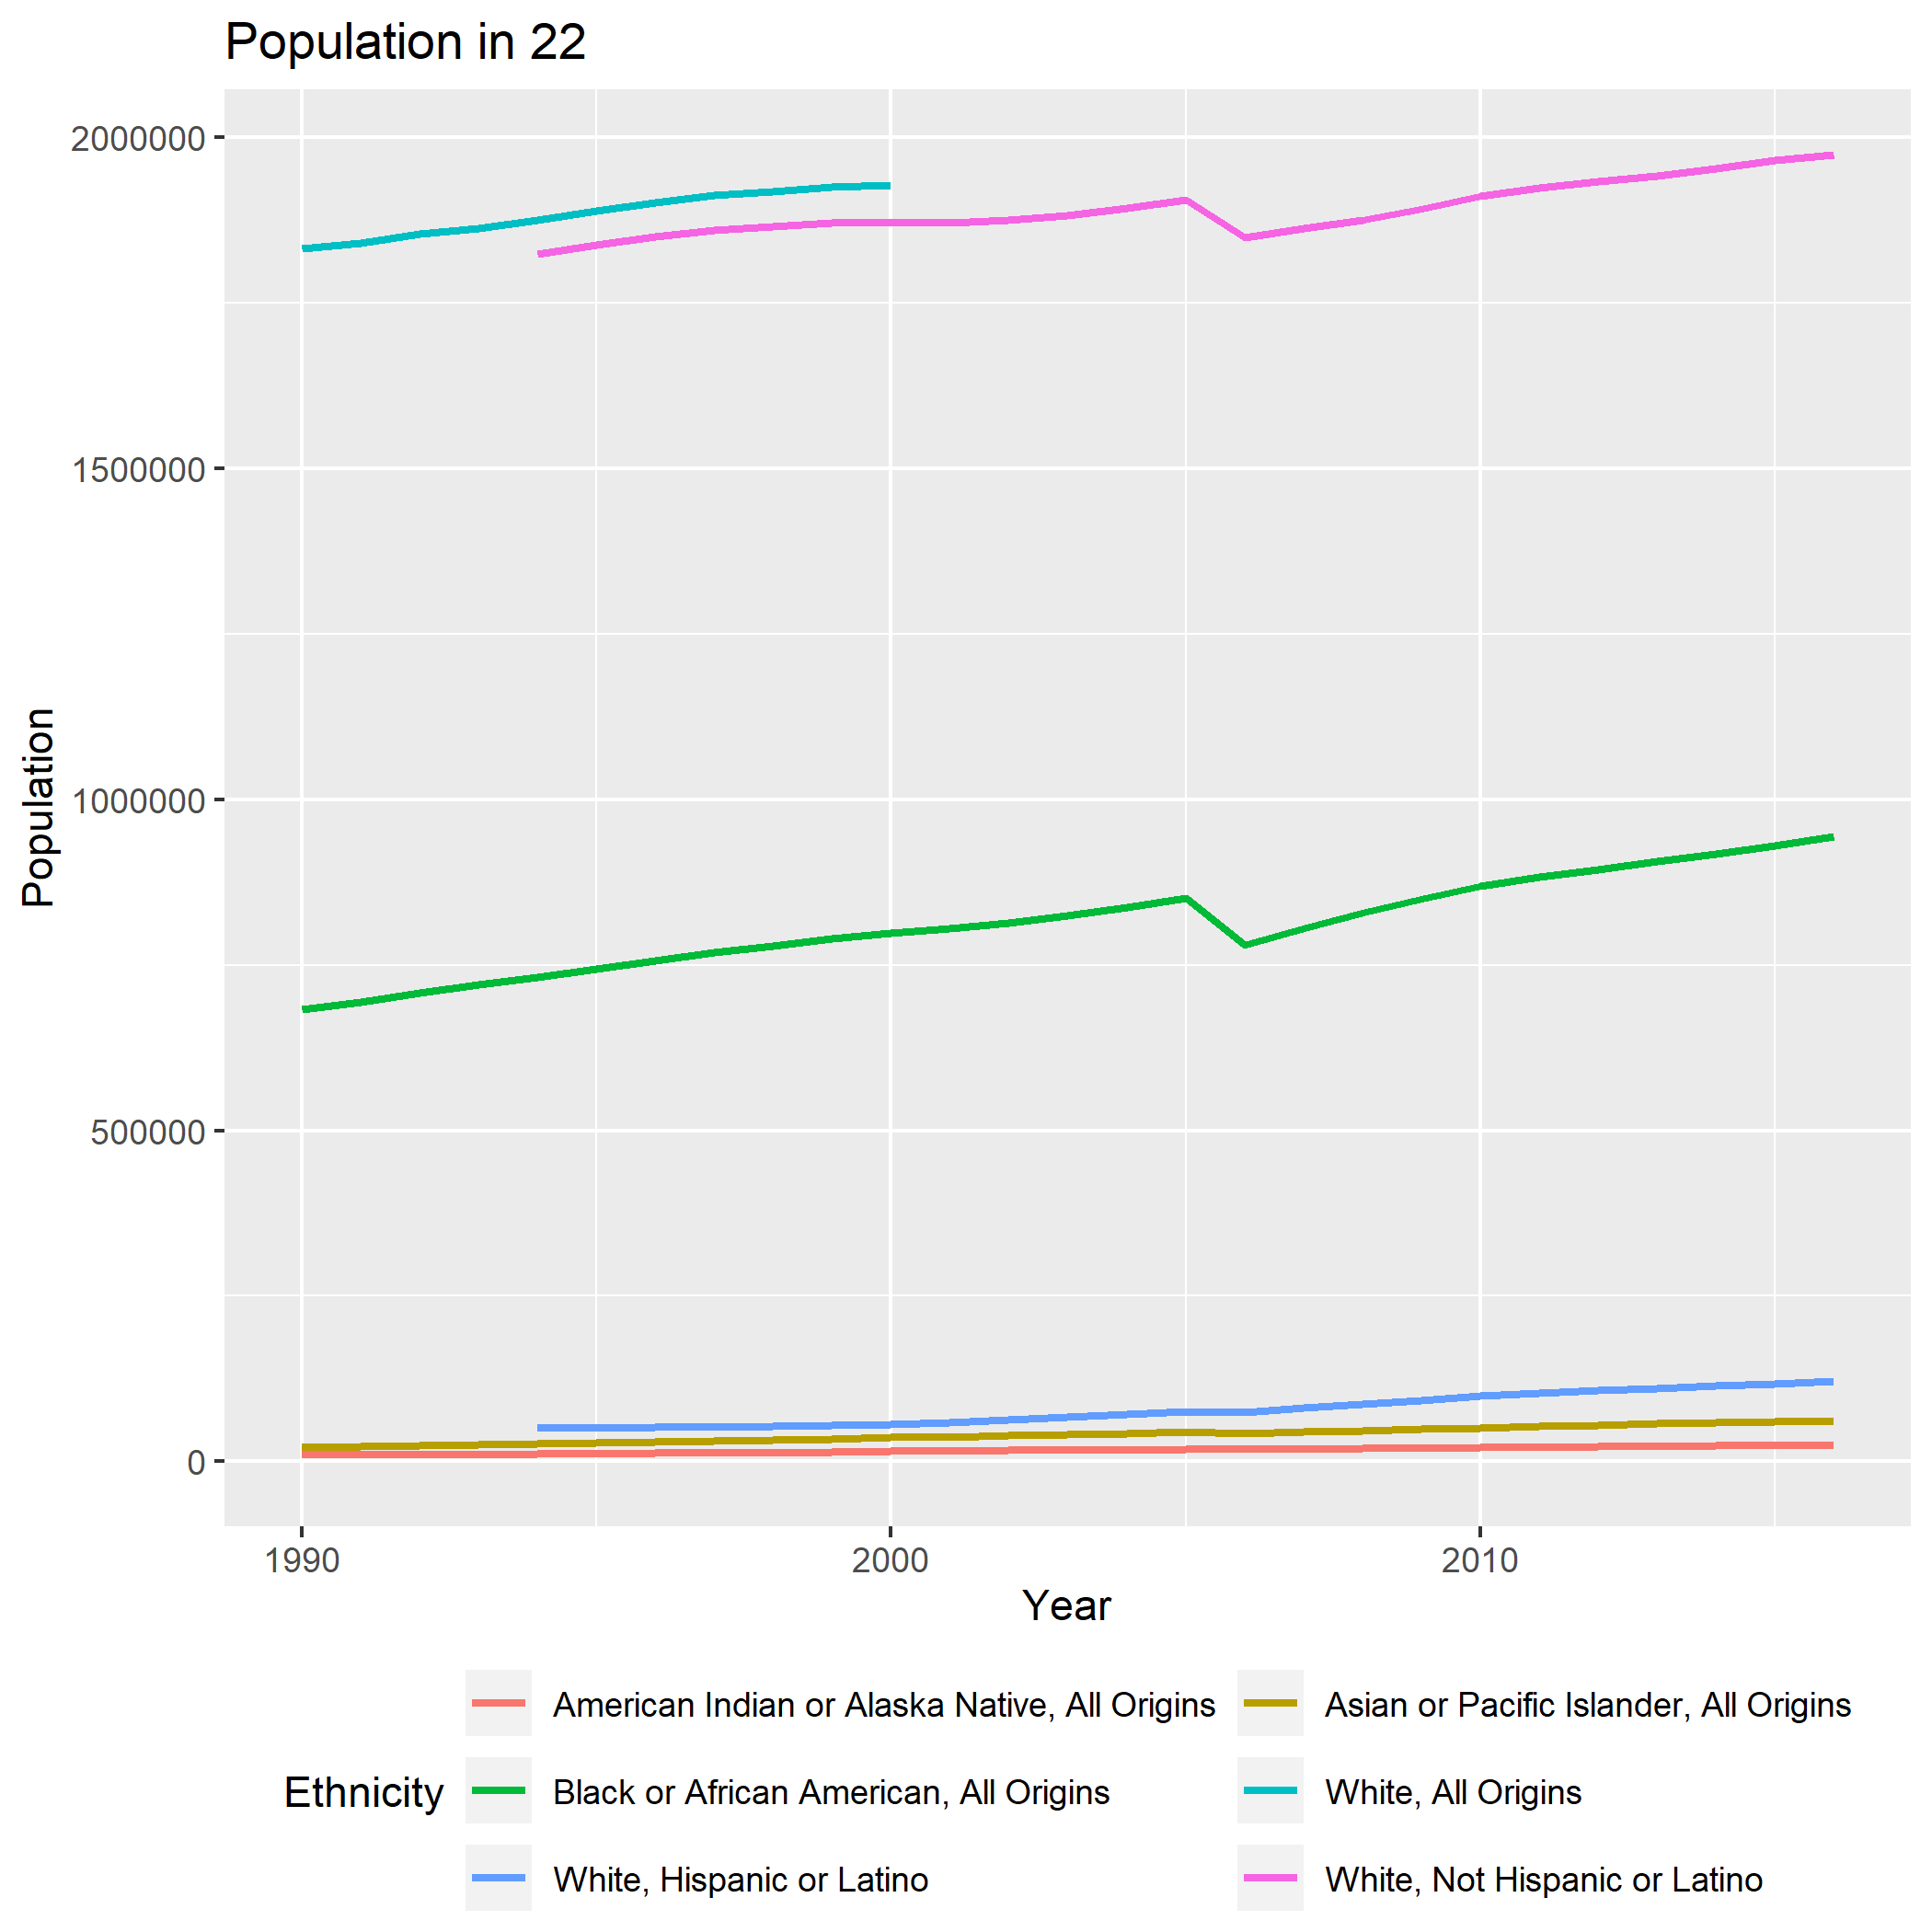 Population in 22
2000000
1500000
1000000
500000
0
Population
1990 2000 2010
Year
Ethnicity
American Indian or Alaska Native, All Origins
Asian or Pacific Islander, All Origins
Black or African American, All Origins
White, All Origins
White, Hispanic or Latino
White, Not Hispanic or Latino